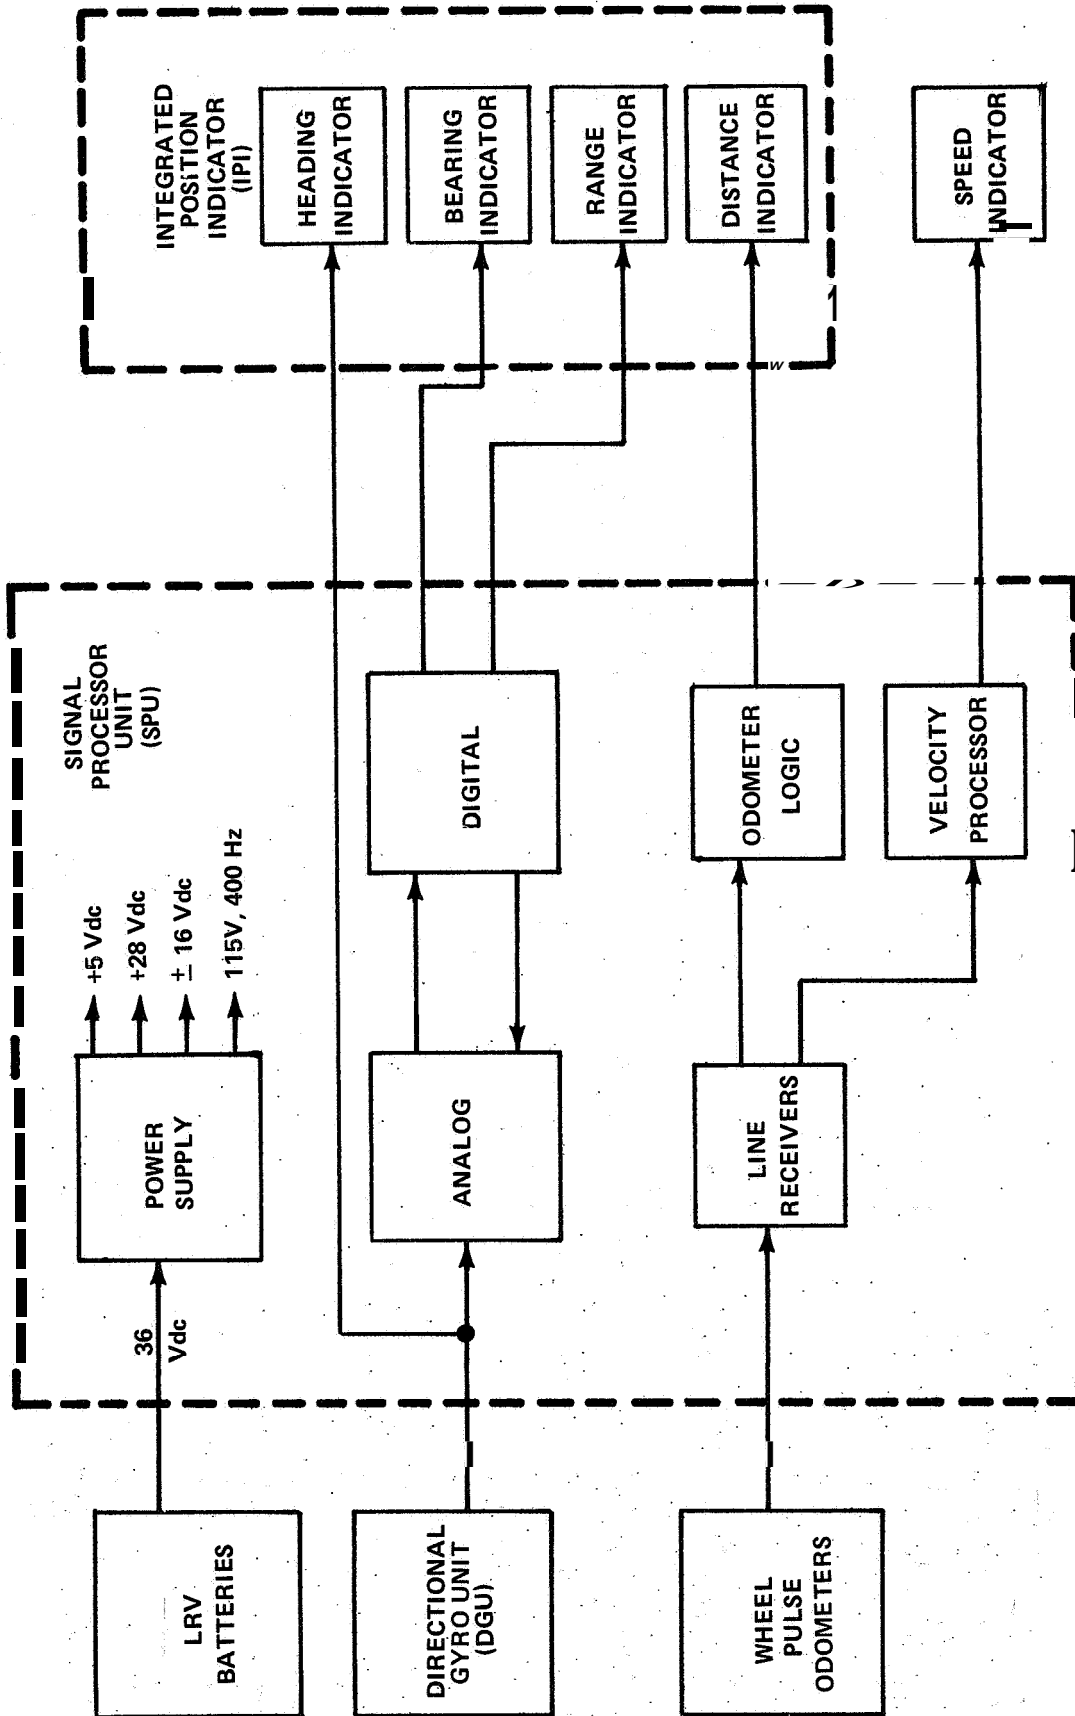 LRV
BATTERIES
DIRECTIONAL
GYRO UNIT
(DGU)
WHEEL
PULSE
ODOMETERS
SIGNAL
PROCESSOR
UNIT
(SPU)
36
Vdc
POWER
SUPPLY
+5 Vdc
+28 Vdc
± 16 Vdc
115V, 400 Hz
ANALOG
DIGITAL
LINE
RECEIVERS
ODOMETER
LOGIC
VELOCITY
PROCESSOR
INTEGRATED
POSITION
INDICATOR
(IPI)
HEADING
INDICATOR
BEARING
INDICATOR
RANGE
INDICATOR
DISTANCE
INDICATOR
SPEED
INDICATOR